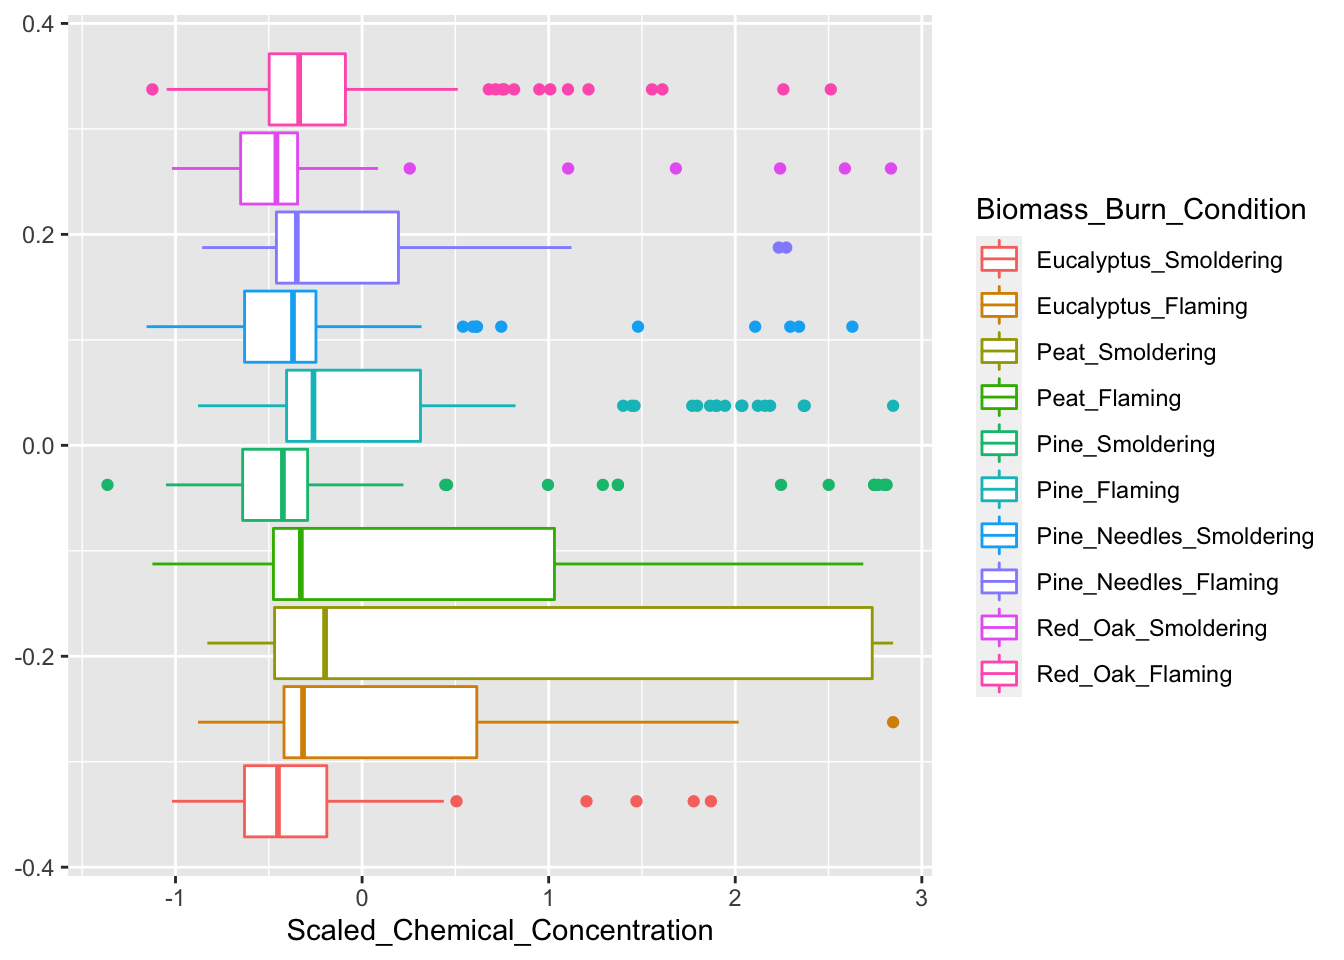 0.4
0.2
0.0
-0.2
-0.4
-1
0
1
2
3
Scaled_Chemical_Concentration
Biomass_Burn_Condition
Eucalyptus_Smoldering
Eucalyptus_Flaming
Peat_Smoldering
Peat_Flaming
Pine_Smoldering
Pine_Flaming
Pine_Needles_Smoldering
Pine_Needles_Flaming
Red_Oak_Smoldering
Red_Oak_Flaming